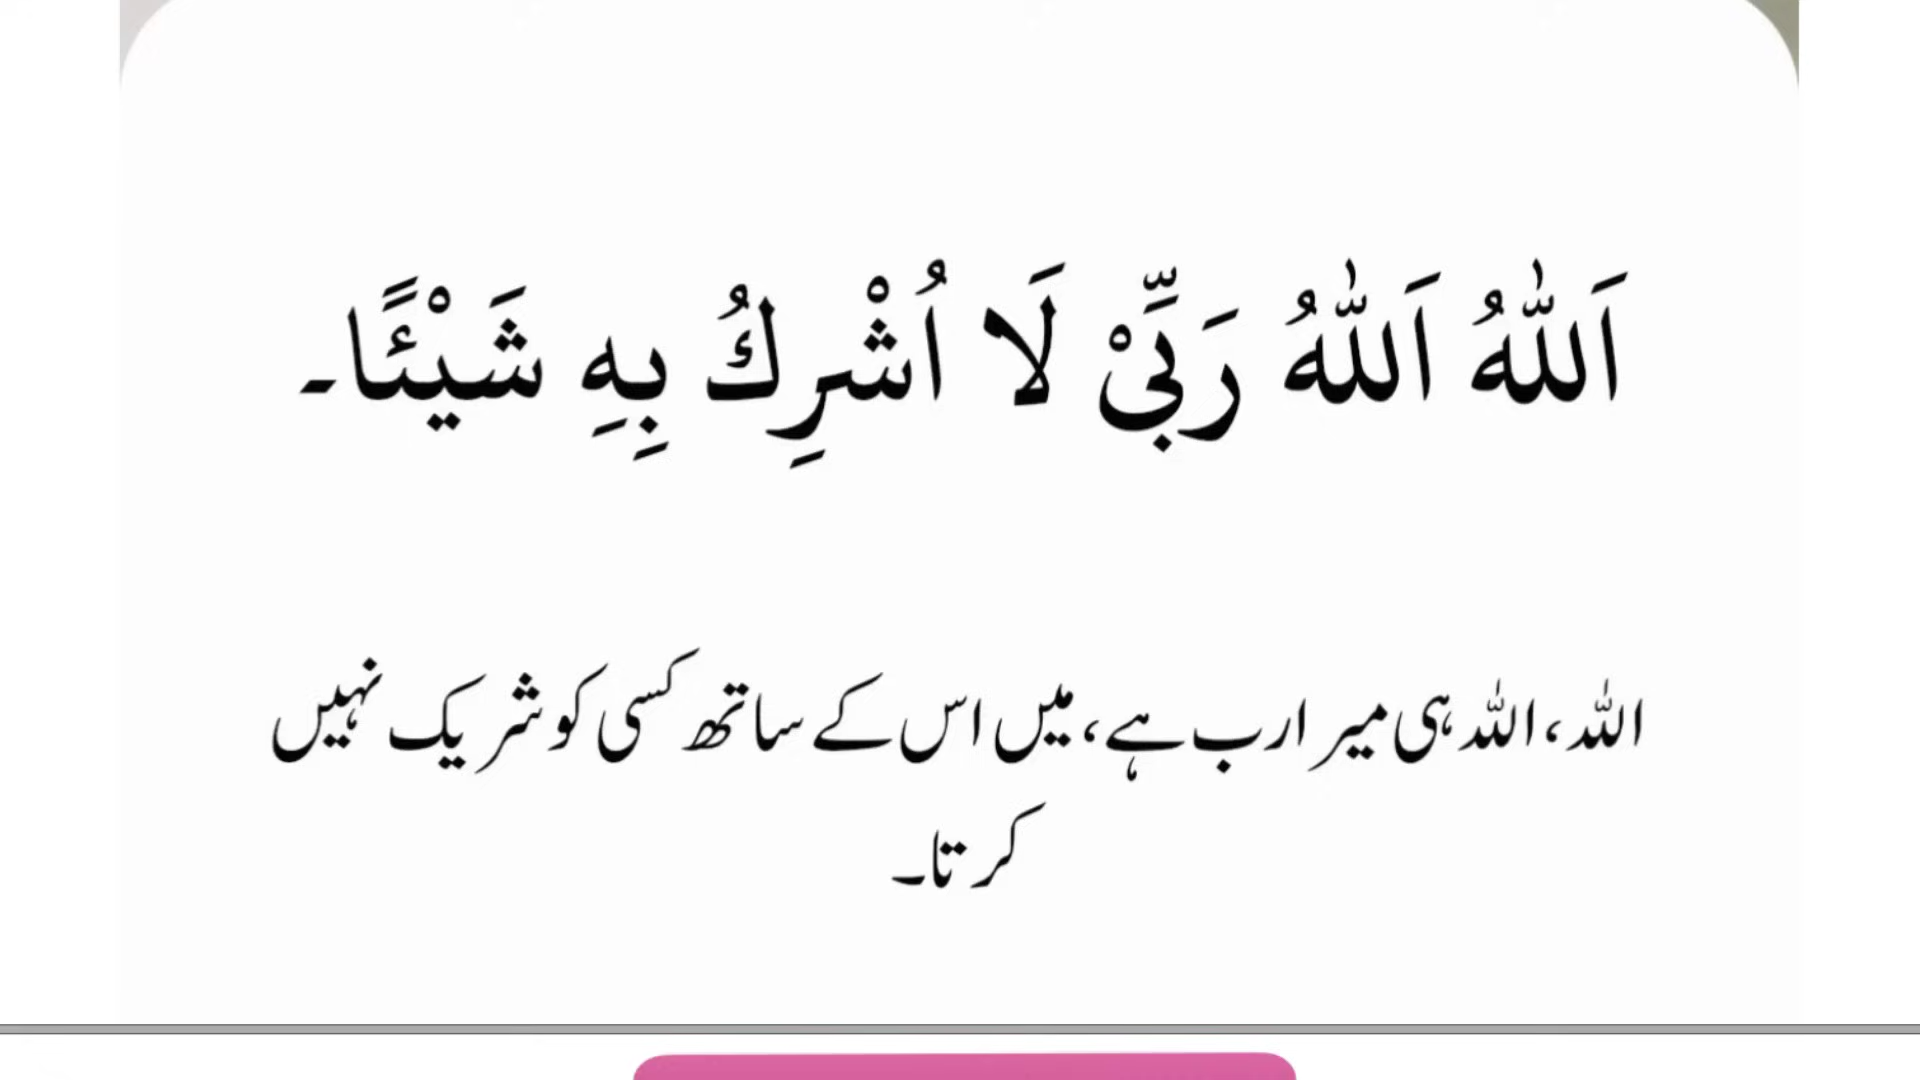 اَللّٰهُ اَللّٰهُ رَبِّيْ لَا اُشْرِكُ بِهِ شَيْئًا۔
اللہ، اللہ ہی میرا رب ہے، میں اس کے ساتھ کسی کو شریک نہیں
کرتا۔